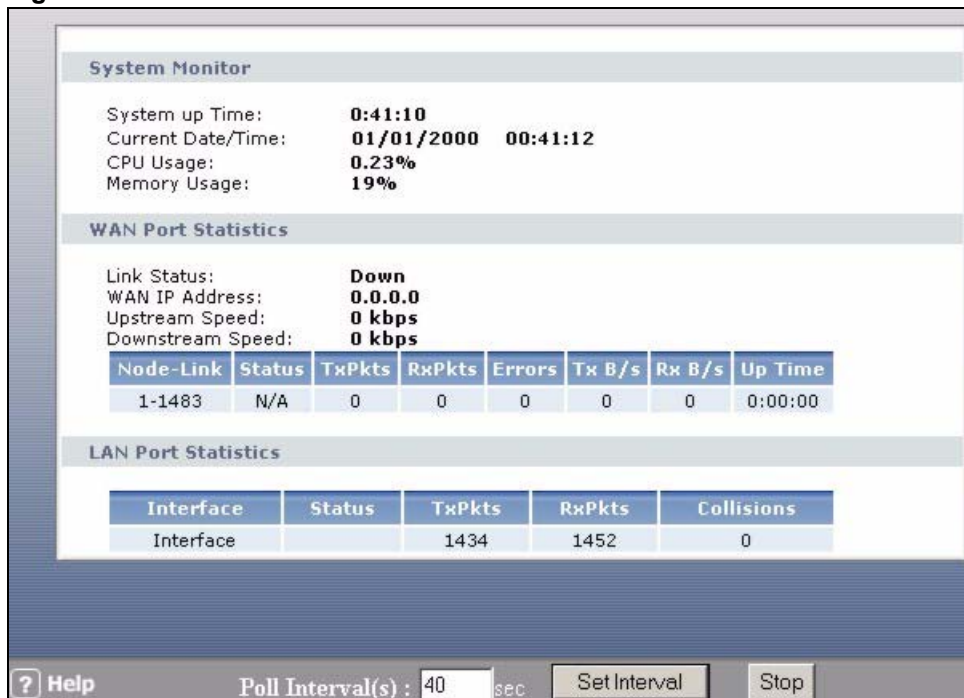 System Monitor
System up Time: 0:41:10
Current Date/Time: 01/01/2000 00:41:12
CPU Usage: 0.23%
Memory Usage: 19%
WAN Port Statistics
Link Status: Down
WAN IP Address: 0.0.0.0
Upstream Speed: 0 kbps
Downstream Speed: 0 kbps
Node-Link Status TxPkts RxPkts Errors Tx B/s Rx B/s Up Time
1-1483 N/A 0 0 0 0 0 0:00:00
LAN Port Statistics
Interface Status TxPkts RxPkts Collisions
Interface 1434 1452 0
? Help Poll Interval(s) : 40 sec Set Interval Stop